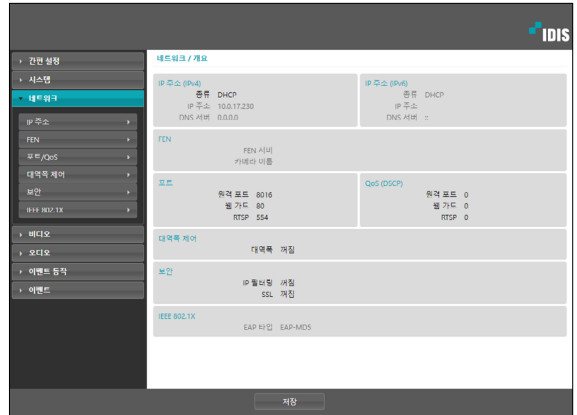 IDIS
간편 설정
시스템
네트워크
IP 주소
FEN
포트/QoS
대역폭 제어
보안
IEEE 802.1X
비디오
오디오
이벤트 동작
이벤트
네트워크 / 개요
IP 주소 (IPv4)
종류 DHCP
IP 주소 10.0.17.230
DNS 서버 0.0.0.0
IP 주소 (IPv6)
종류 DHCP
IP 주소
DNS 서버 ::
FEN
FEN 서버
카메라 이름
포트
원격 포트 8016
웹 가드 80
RTSP 554
QoS (DSCP)
원격 포트 0
웹 가드 0
RTSP 0
대역폭 제어
대역폭 꺼짐
보안
IP 필터링 꺼짐
SSL 꺼짐
IEEE 802.1X
EAP 타입 EAP-MD5
저장